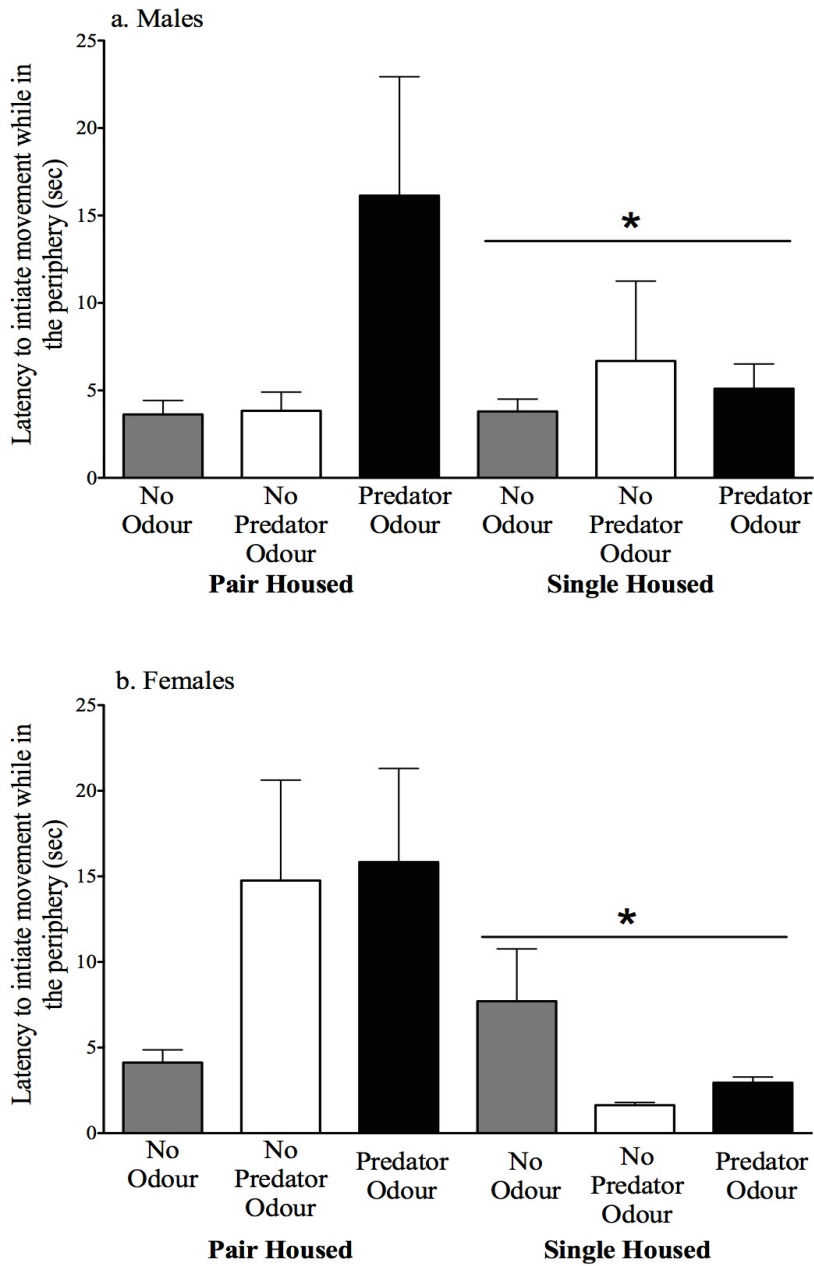 a. Males
Latency to intiate movement while in
the periphery (sec)
25
20
15
10
5
0
*
No
Odour
No
Predator
Odour
Predator
Odour
No
Odour
No
Predator
Odour
Predator
Odour
Pair Housed
Single Housed
b. Females
Latency to intiate movement while in
the periphery (sec)
25
20
15
10
5
0
*
No
Odour
No
Predator
Odour
Predator
Odour
No
Odour
No
Predator
Odour
Predator
Odour
Pair Housed
Single Housed